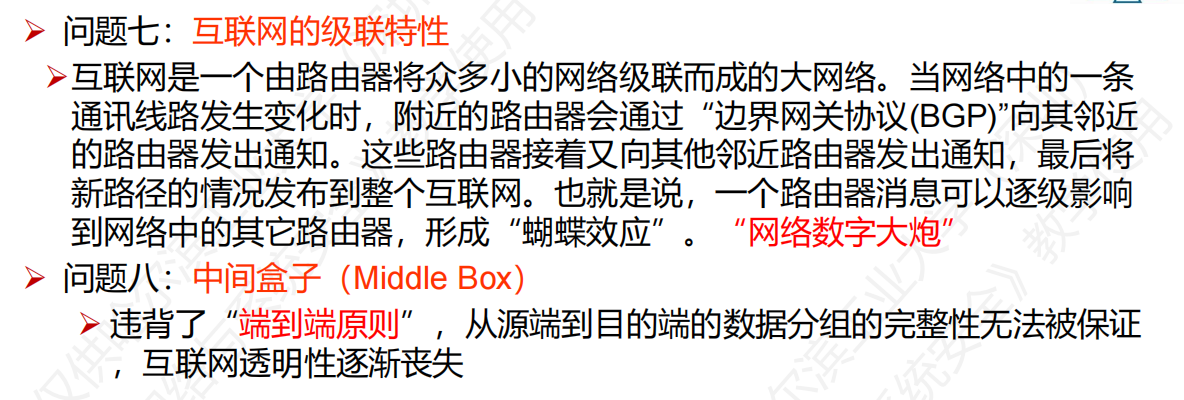 问题七：互联网的级联特性
互联网是一个由路由器将众多小的网络级联而成的大网络。当网络中的一条
通讯线路发生变化时，附近的路由器会通过“边界网关协议(BGP)”向其邻近
的路由器发出通知。这些路由器接着又向其他邻近路由器发出通知，最后将
新路径的情况发布到整个互联网。也就是说，一个路由器消息可以逐级影响
到网络中的其它路由器，形成“蝴蝶效应”。 “网络数字大炮”
问题八：中间盒子（Middle Box）
违背了“端到端原则”，从源端到目的端的数据分组的完整性无法被保证
，互联网透明性逐渐丧失